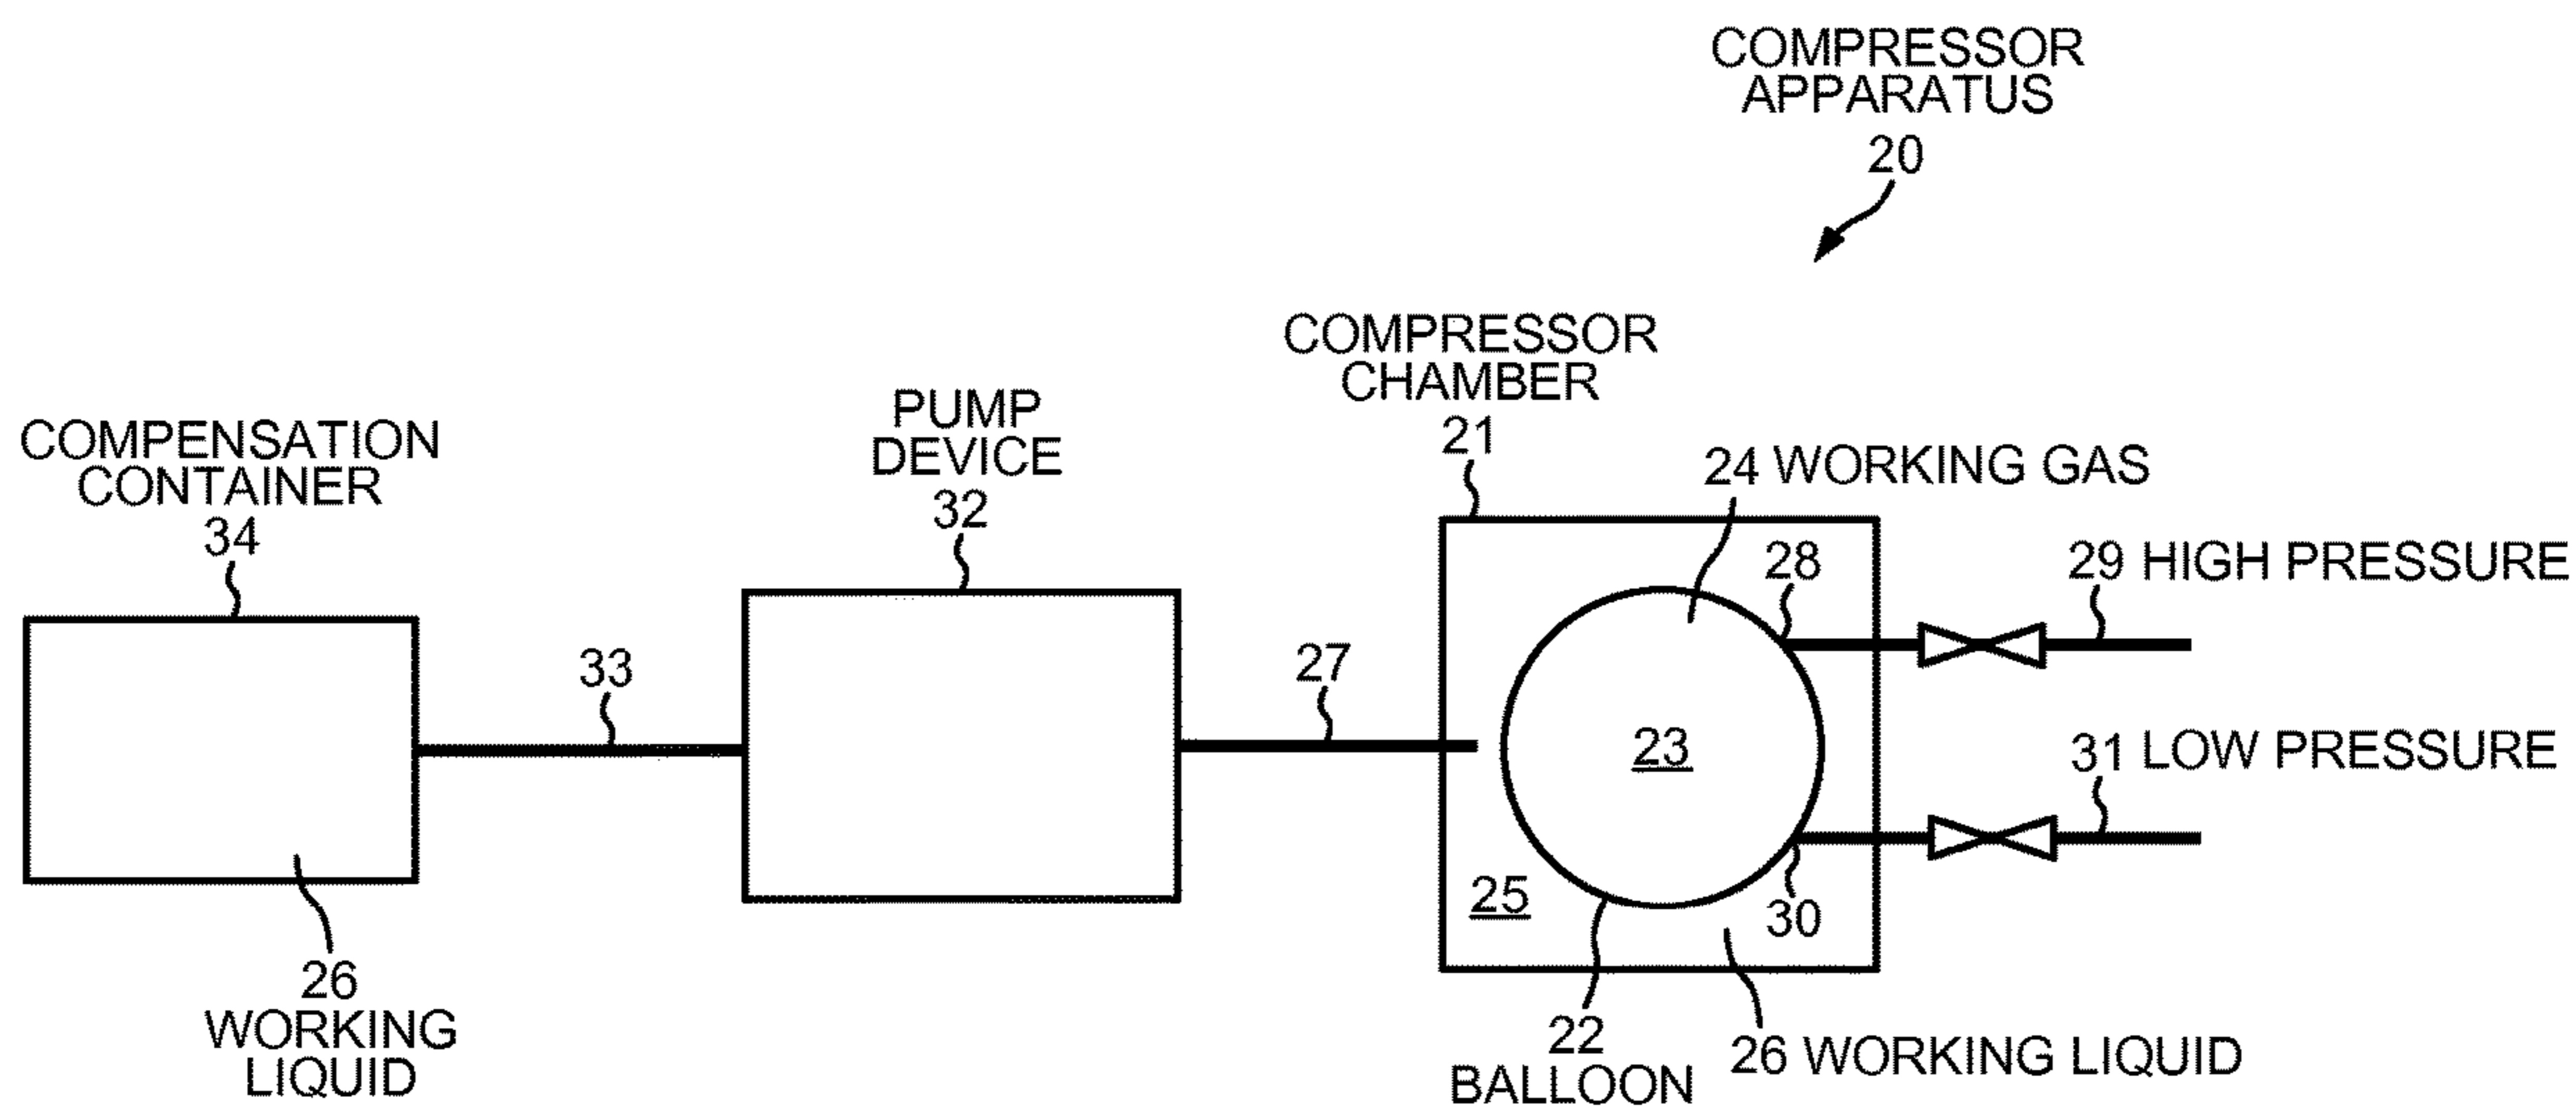 COMPRESSOR
APPARATUS
20
COMPRESSOR
CHAMBER
21
PUMP
DEVICE
32
COMPENSATION
CONTAINER
34
24 WORKING GAS
28
29 HIGH PRESSURE
33
27
23
31 LOW PRESSURE
25
30
26
WORKING
LIQUID
22
BALLOON
26 WORKING LIQUID